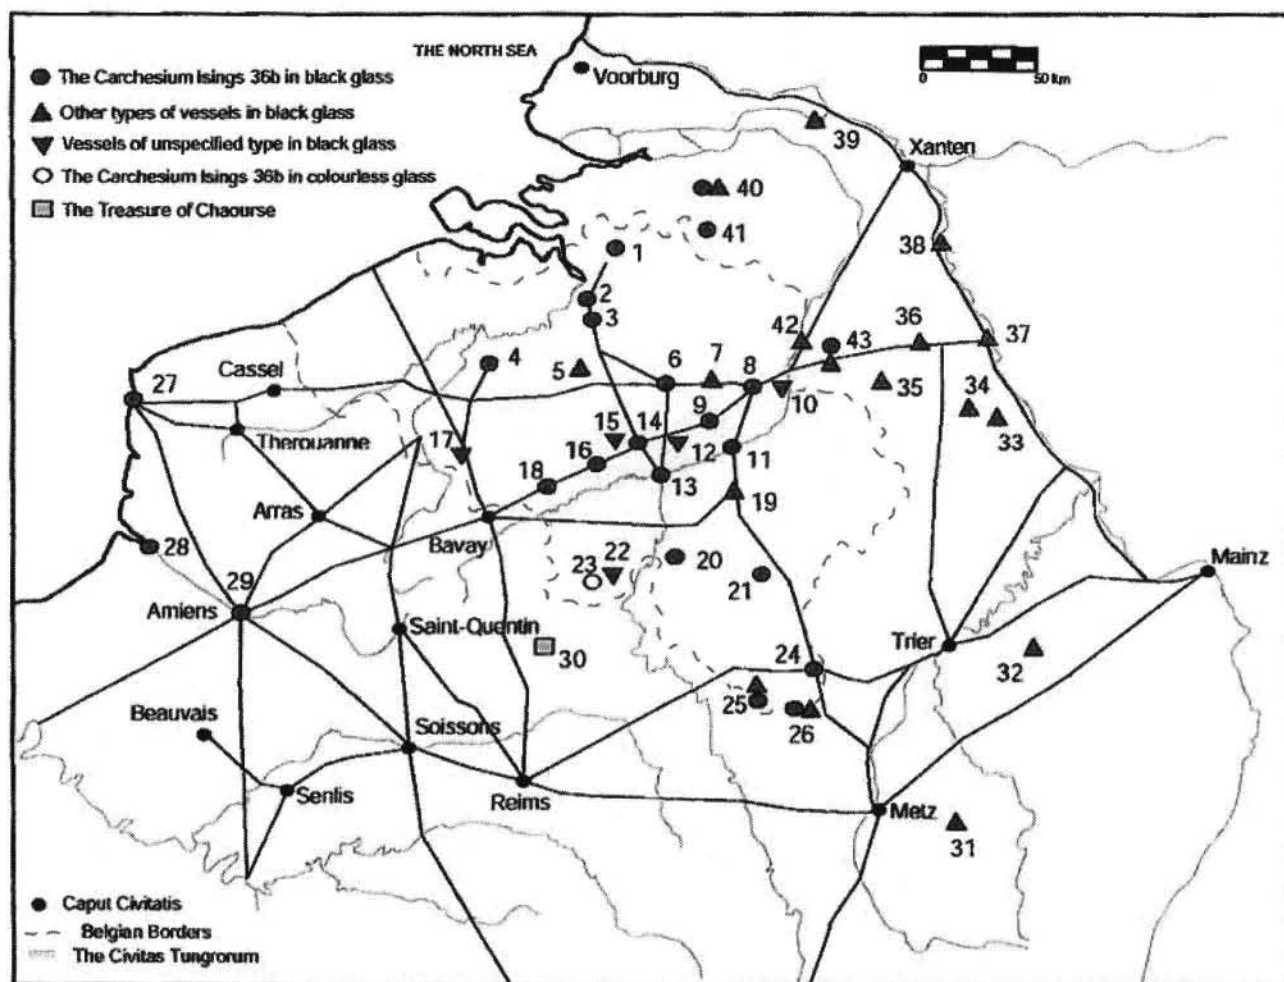 THE NORTH SEA
Voorburg
0 50 km
The Carchesium Isings 36b in black glass
Other types of vessels in black glass
Vessels of unspecified type in black glass
The Carchesium Isings 36b in colourless glass
The Treasure of Chaourse
39
Xanten
40
41
1
38
2
3
42
43
36
37
4
5
6
7
8
Cassel
27
10
35
34
33
9
Therouanne
17
15
14
16
12
11
13
18
19
Arras
Bavay
28
23
22
20
21
Mainz
29
Amiens
Saint-Quentin
30
24
Trier
32
25
26
Beauvais
Soissons
Senlis
Reims
Metz
31
Caput Civitatis
Belgian Borders
The Civitas Tungrorum